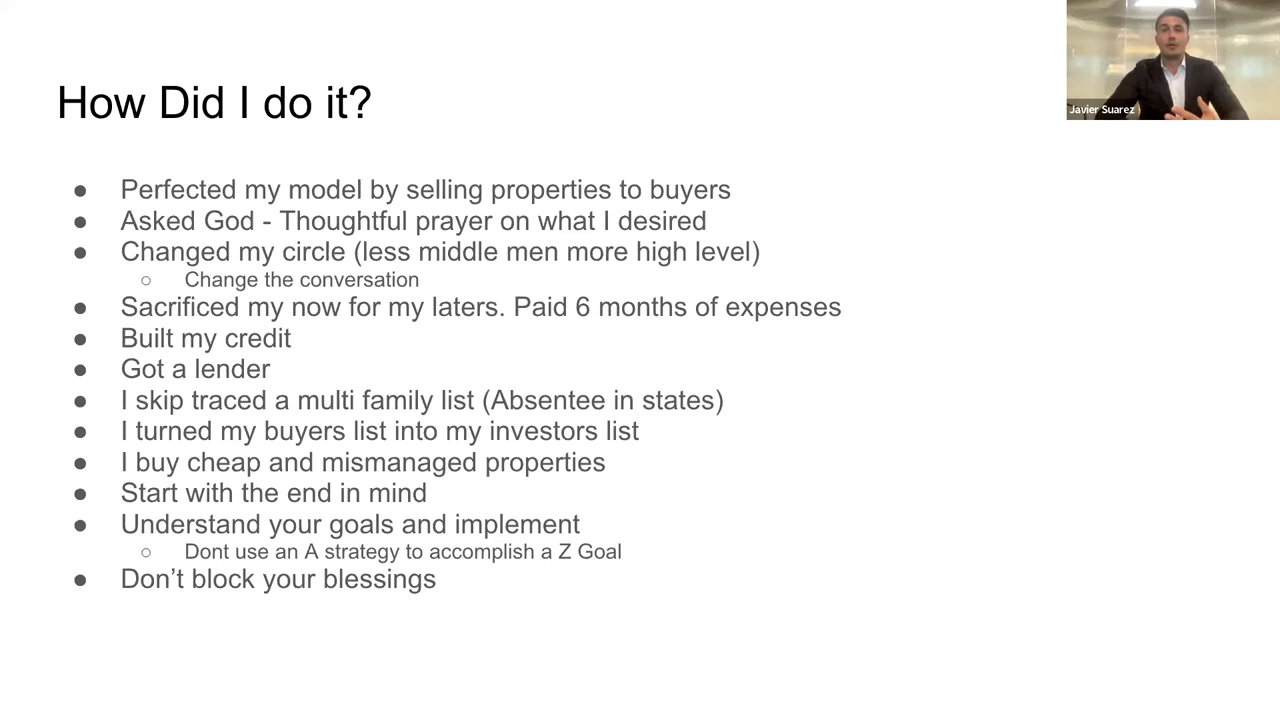 How Did I do it?
● Perfected my model by selling properties to buyers
● Asked God - Thoughtful prayer on what I desired
● Changed my circle (less middle men more high level)
○ Change the conversation
● Sacrificed my now for my laters. Paid 6 months of expenses
● Built my credit
● Got a lender
● I skip traced a multi family list (Absentee in states)
● I turned my buyers list into my investors list
● I buy cheap and mismanaged properties
● Start with the end in mind
● Understand your goals and implement
○ Dont use an A strategy to accomplish a Z Goal
● Don’t block your blessings
Javier Suarez